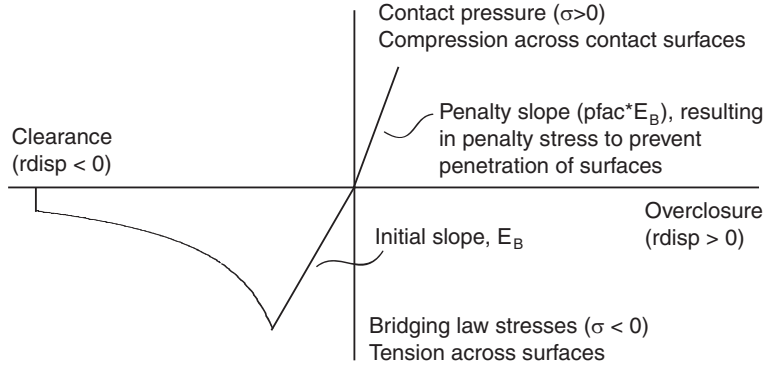 Contact pressure (σ>0)
Compression across contact surfaces
Penalty slope (pfac*E_B), resulting
in penalty stress to prevent
penetration of surfaces
Clearance
(rdisp < 0)
Overclosure
(rdisp > 0)
Initial slope, E_B
Bridging law stresses (σ < 0)
Tension across surfaces